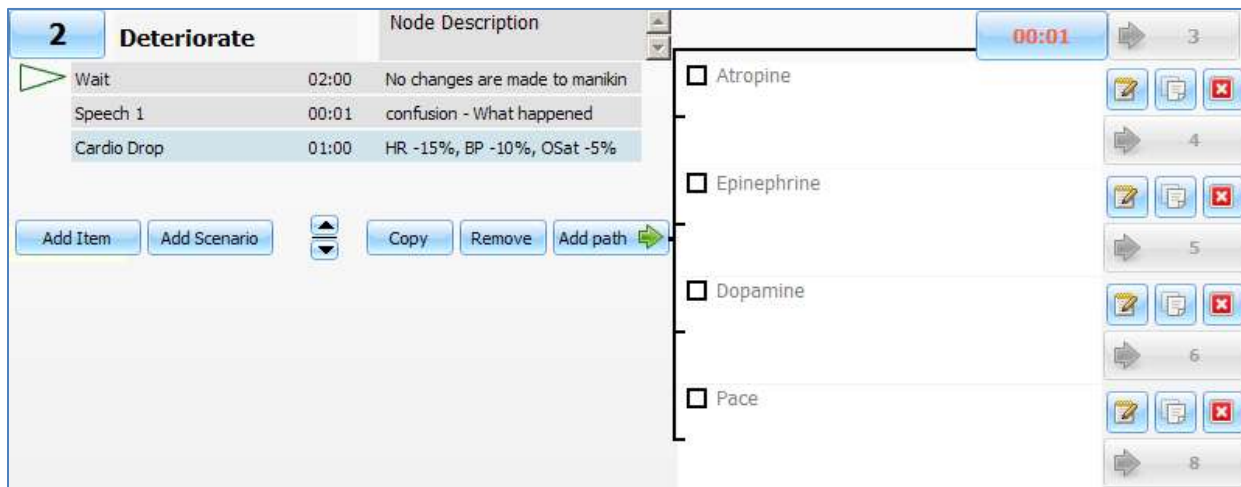 2 Deteriorate
Node Description
00:01
3
Wait 02:00 No changes are made to manikin
Speech 1 00:01 confusion - What happened
Cardio Drop 01:00 HR -15%, BP -10%, OSat -5%
Add Item Add Scenario Copy Remove Add path
Atropine
4
Epinephrine
5
Dopamine
6
Pace
8